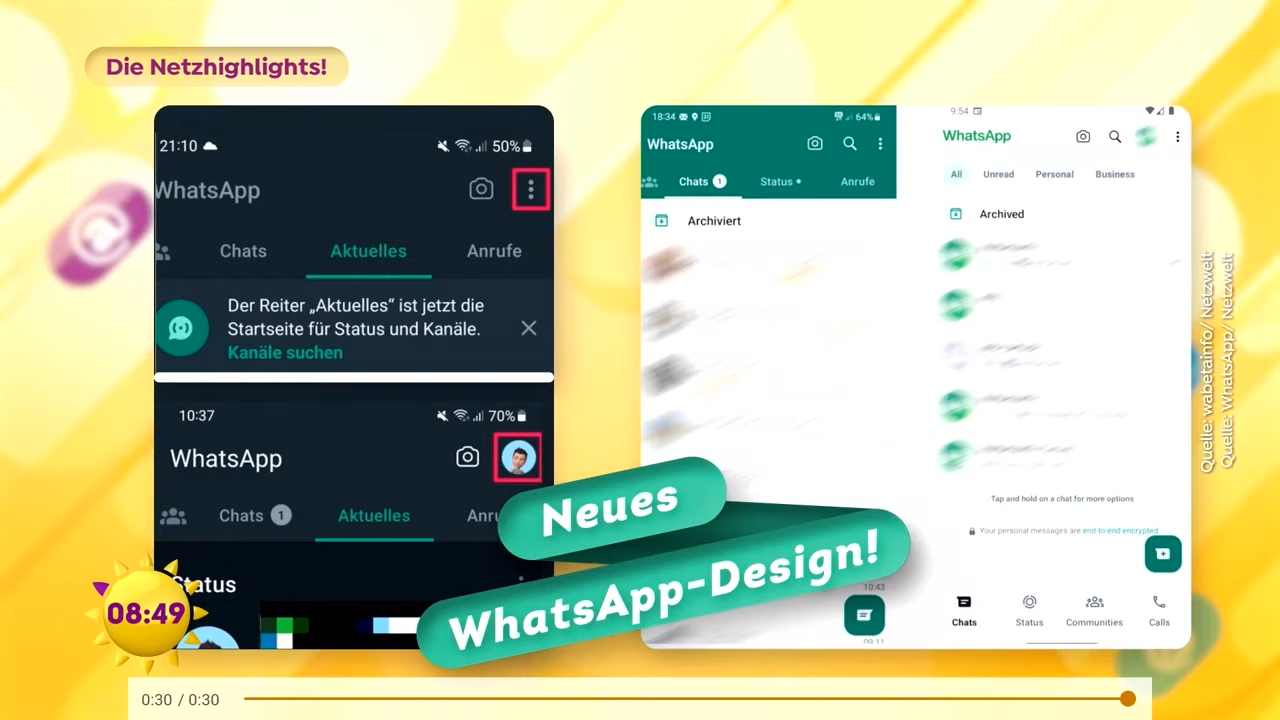 Die Netzhighlights!
21:10
50%
WhatsApp
Chats
Aktuelles
Anrufe
Der Reiter „Aktuelles“ ist jetzt die
Startseite für Status und Kanäle.
Kanäle suchen
10:37
70%
WhatsApp
Chats 1
Aktuelles
Status
08:49
18:34
64%
WhatsApp
Chats 1
Status
Anrufe
Archiviert
10:43
09:11
9:54
WhatsApp
All
Unread
Personal
Business
Archived
Tap and hold on a chat for more options
Your personal messages are end-to-end encrypted
Chats
Status
Communities
Calls
Neues
WhatsApp-Design!
Quelle: wabetainfo/ Netzwelt
Quelle: WhatsApp/ Netzwelt
0:30 / 0:30